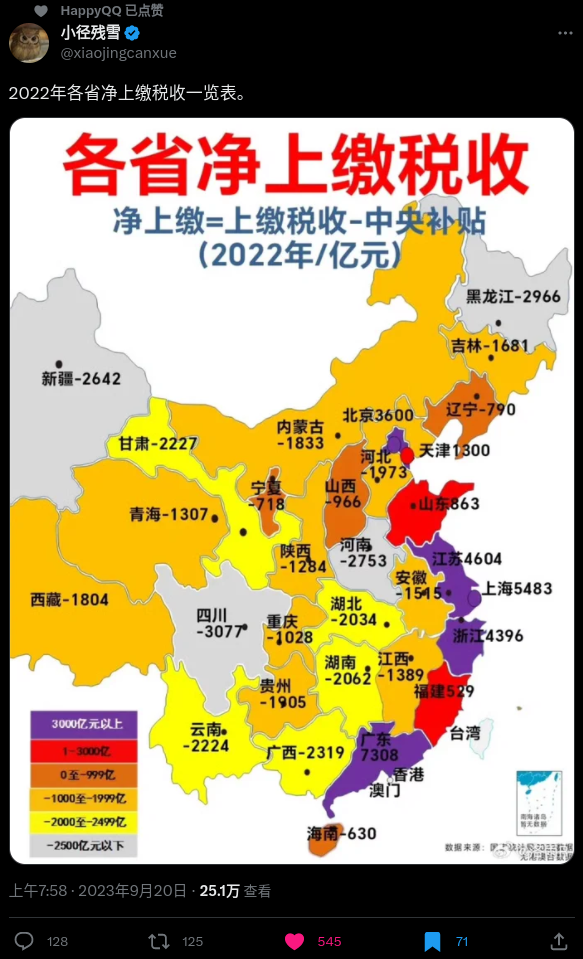 HappyQQ 已点赞
小径残雪
@xiaojingcanxue
2022年各省净上缴税收一览表。
各省净上缴税收
净上缴=上缴税收-中央补贴
(2022年/亿元)
黑龙江-2966
吉林-1681
新疆-2642
辽宁-790
北京3600
内蒙古
-1833
甘肃-2227
天津1300
河北
-1973
宁夏
-718
山西
-966
山东863
青海-1307
河南
-2753
陕西
-1284
江苏4604
安徽
-1515
上海5483
西藏-1804
湖北
-2034
四川
-3077
重庆
-1028
浙江4396
湖南
-2062
江西
-1389
贵州
-1905
福建529
云南
-2224
广西-2319
广东
7308
台湾
香港
澳门
海南-630
3000亿元以上
1-3000亿
0至-999亿
-1000至-1999亿
-2000至-2499亿
-2500亿元以下
南海诸岛
暂无数据
数据来源:
无港澳台数据
上午7:58 · 2023年9月20日 · 25.1万 查看
128
125
545
71